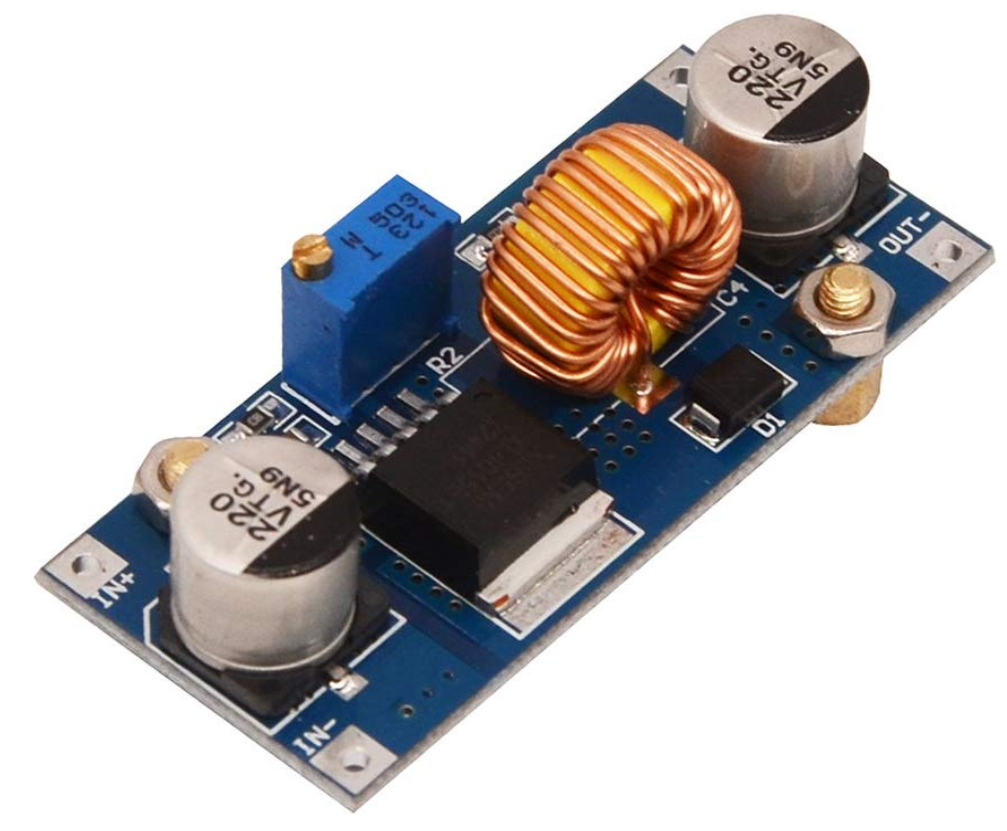 220
VTG.
5N9
OUT-
C4
R2
D1
220
VTG.
5N9
IN+
IN-